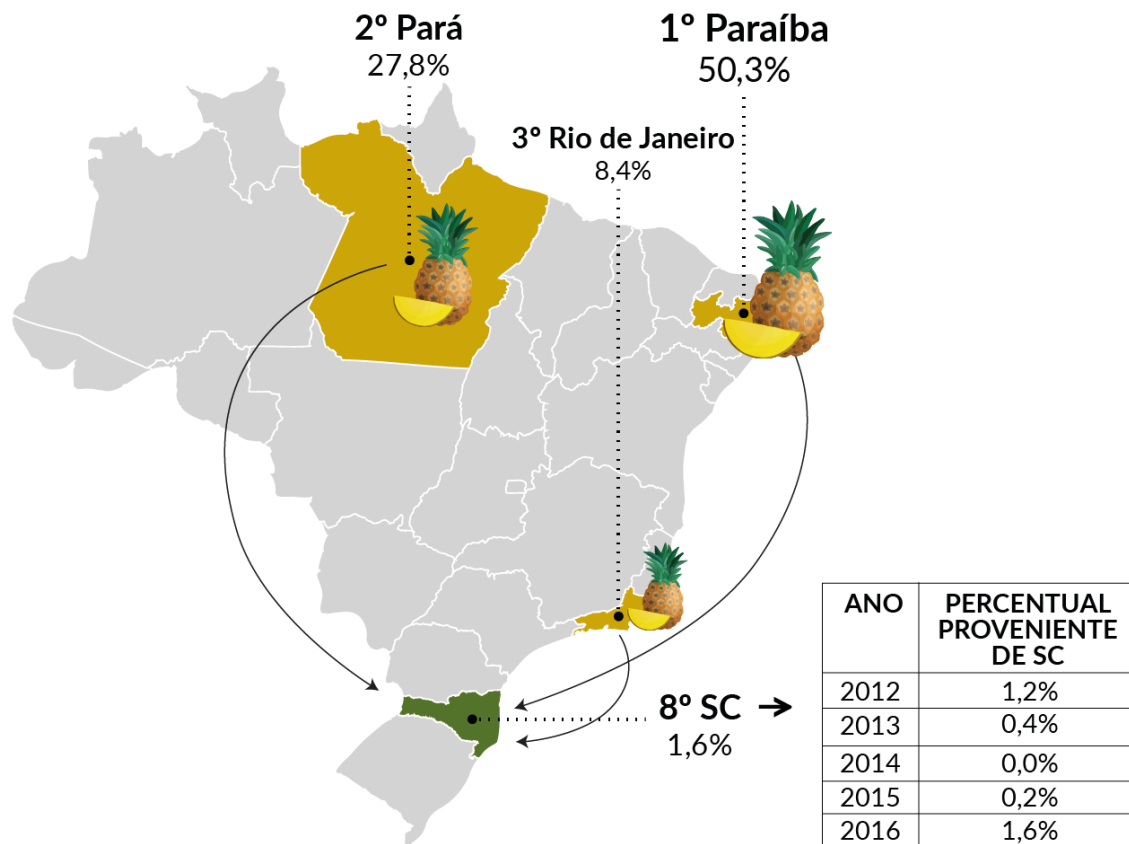 2º Pará
27,8%
1º Paraíba
50,3%
3º Rio de Janeiro
8,4%
8º SC
1,6%
ANO PERCENTUAL
PROVENIENTE
DE SC
2012 1,2%
2013 0,4%
2014 0,0%
2015 0,2%
2016 1,6%